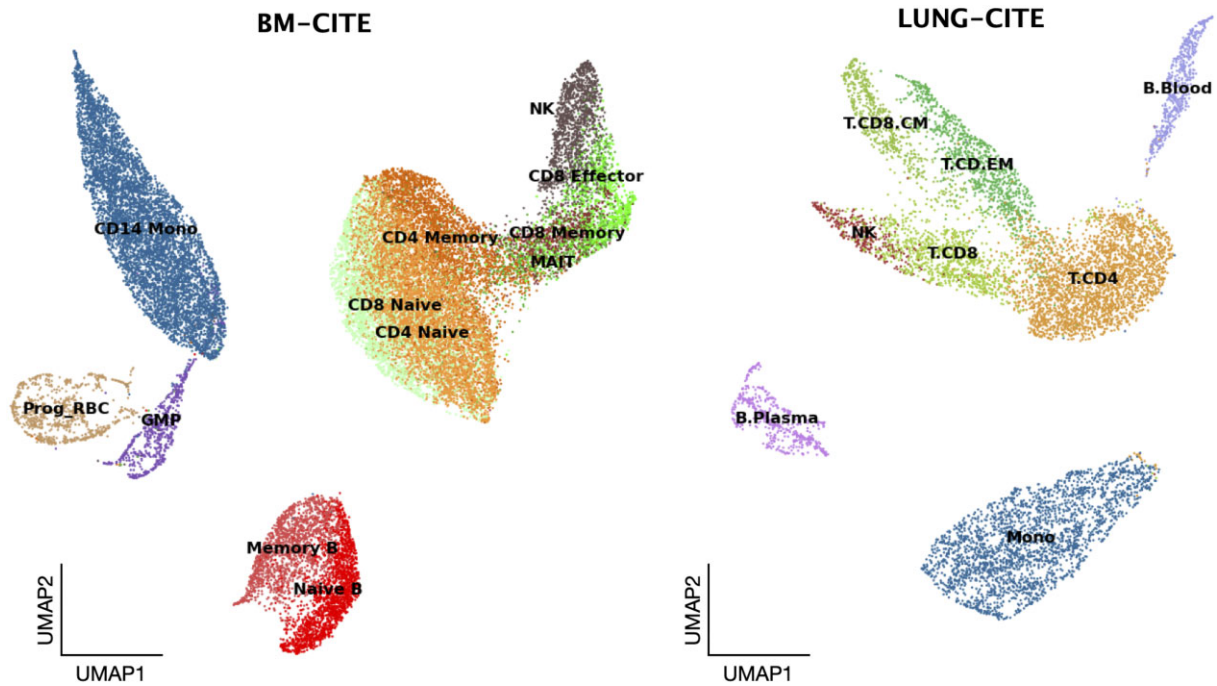 BM-CITE
NK
CD8 Effector
CD14 Mono
CD4 Memory
CD8 Memory
MAIT
CD8 Naive
CD4 Naive
Prog_RBC
GMP
Memory B
Naive B
UMAP2
UMAP1
LUNG-CITE
B.Blood
T.CD8.CM
T.CD.EM
NK
T.CD8
T.CD4
B.Plasma
Mono
UMAP2
UMAP1